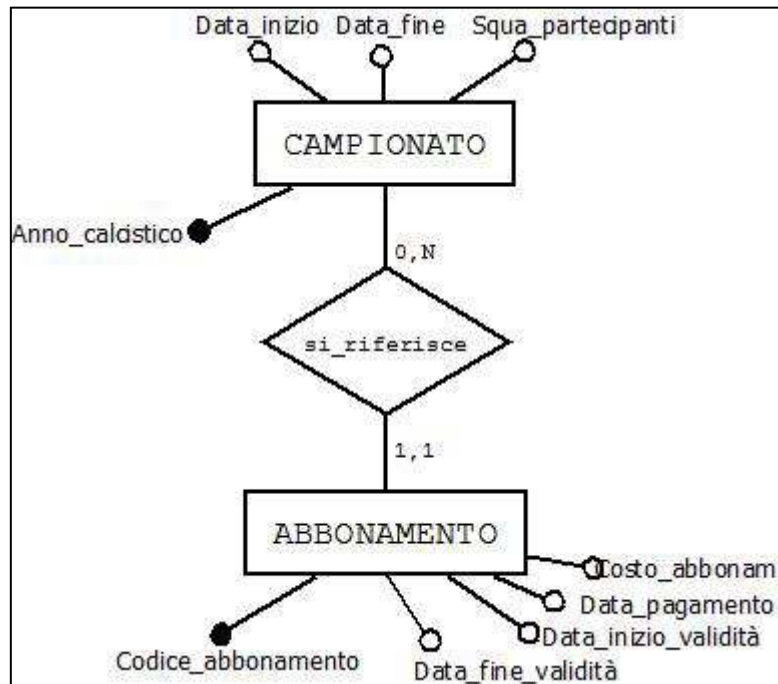 Data_inizio Data_fine Squa_partecipanti
CAMPIONATO
Anno_calcistico
0,N
si_riferisce
1,1
ABBONAMENTO
Costo_abbonam
Data_pagamento
Data_inizio_validità
Codice_abbonamento
Data_fine_validità